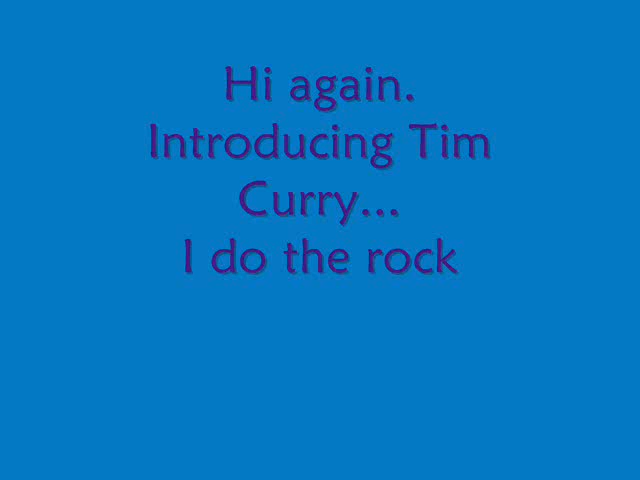 Hi again.
Introducing Tim
Curry...
I do the rock